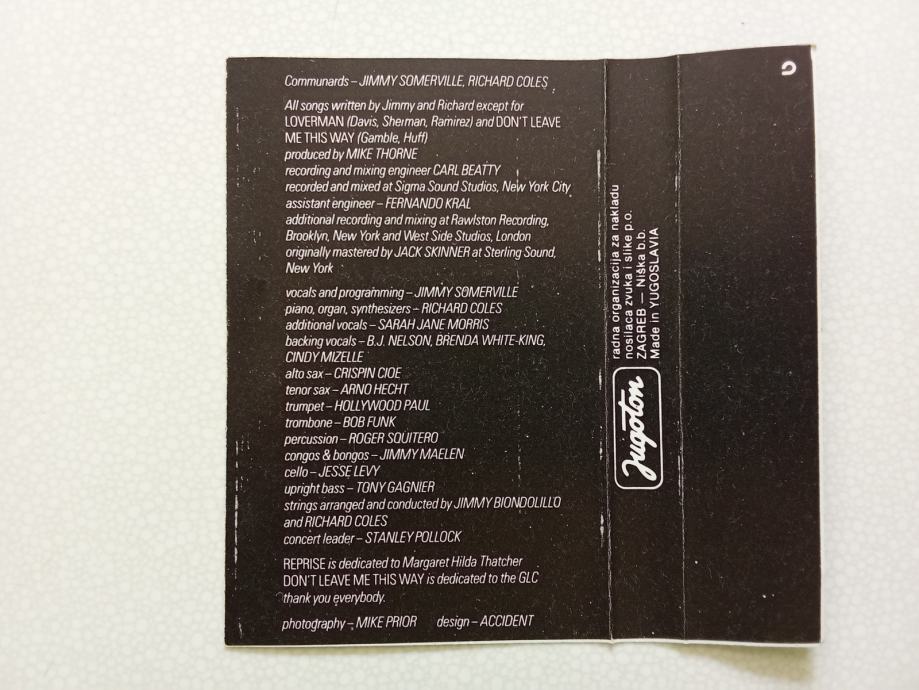 Communards – JIMMY SOMERVILLE, RICHARD COLES
All songs written by Jimmy and Richard except for
LOVERMAN (Davis, Sherman, Ramirez) and DON'T LEAVE
ME THIS WAY (Gamble, Huff)
produced by MIKE THORNE
recording and mixing engineer CARL BEATTY
recorded and mixed at Sigma Sound Studios, New York City
assistant engineer – FERNANDO KRAL
additional recording and mixing at Rawlston Recording,
Brooklyn, New York and West Side Studios, London
originally mastered by JACK SKINNER at Sterling Sound,
New York
vocals and programming – JIMMY SOMERVILLE
piano, organ, synthesizers – RICHARD COLES
additional vocals – SARAH JANE MORRIS
backing vocals – B.J. NELSON, BRENDA WHITE-KING,
CINDY MIZELLE
alto sax – CRISPIN CIOE
tenor sax – ARNO HECHT
trumpet – HOLLYWOOD PAUL
trombone – BOB FUNK
percussion – ROGER SQUITERO
congos & bongos – JIMMY MAELEN
cello – JESSE LEVY
upright bass – TONY GAGNIER
strings arranged and conducted by JIMMY BIONDOLILLO
and RICHARD COLES
concert leader – STANLEY POLLOCK
REPRISE is dedicated to Margaret Hilda Thatcher
DON'T LEAVE ME THIS WAY is dedicated to the GLC
thank you everybody.
photography – MIKE PRIOR design – ACCIDENT
Jugoton
radna organizacija za nakladu
nosilaca zvuka i slike p.o.
ZAGREB — Niška b.b.
Made in YUGOSLAVIA